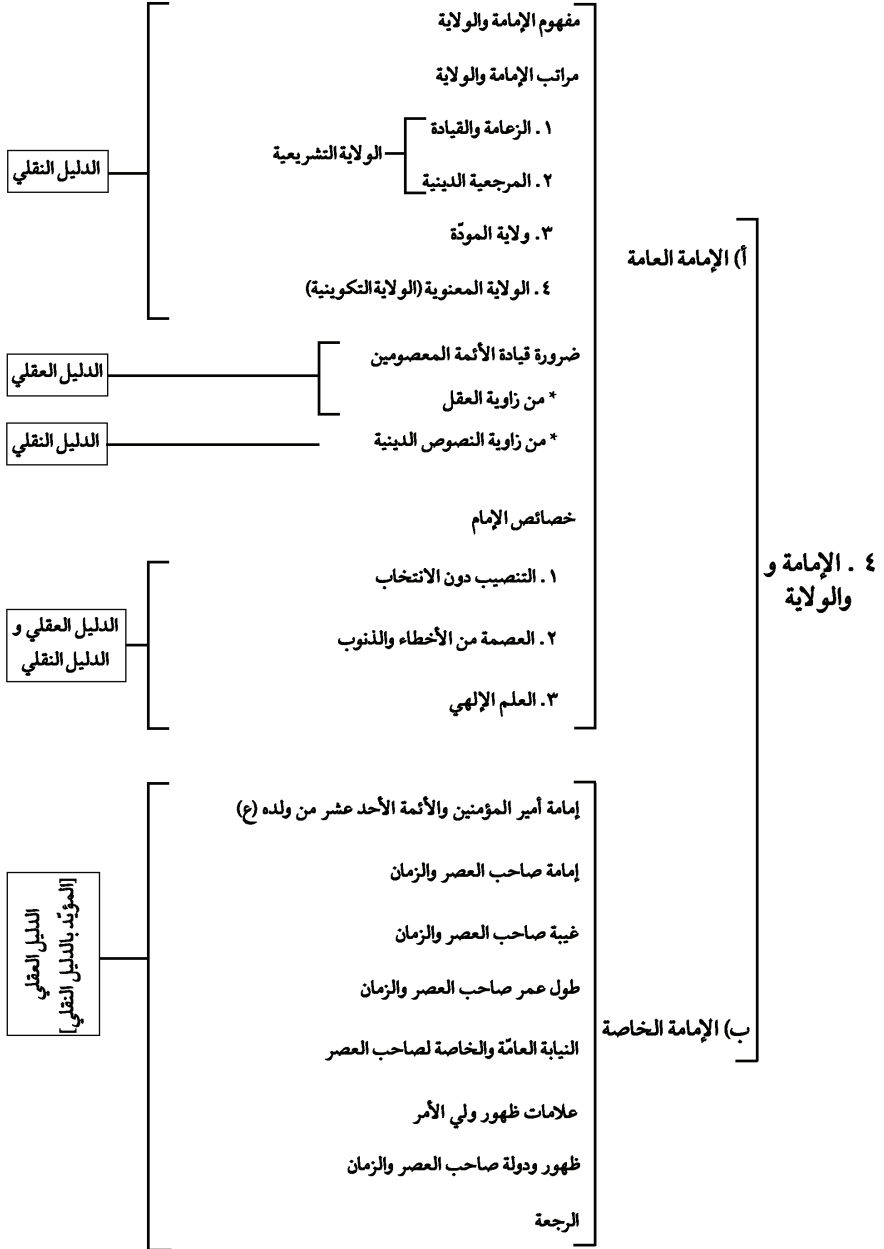 ٤ . الإمامة و
والولاية
أ) الإمامة العامة
مفهوم الإمامة والولاية
مراتب الإمامة والولاية
١. الزعامة والقيادة
٢. المرجعية الدينية
الولاية التشريعية
٣. ولاية المودّة
٤. الولاية المعنوية (الولاية التكوينية)
الدليل النقلي
ضرورة قيادة الأئمة المعصومين
* من زاوية العقل
الدليل العقلي
* من زاوية النصوص الدينية
الدليل النقلي
خصائص الإمام
١. التنصيب دون الانتخاب
٢. العصمة من الأخطاء والذنوب
٣. العلم الإلهي
الدليل العقلي و
الدليل النقلي
ب) الإمامة الخاصة
إمامة أمير المؤمنين والأئمة الأحد عشر من ولده (ع)
إمامة صاحب العصر والزمان
غيبة صاحب العصر والزمان
طول عمر صاحب العصر والزمان
النيابة العامّة والخاصة لصاحب العصر
علامات ظهور ولي الأمر
ظهور ودولة صاحب العصر والزمان
الرجعة
الدليل العقلي
[المؤيّد بالدليل النقلي]